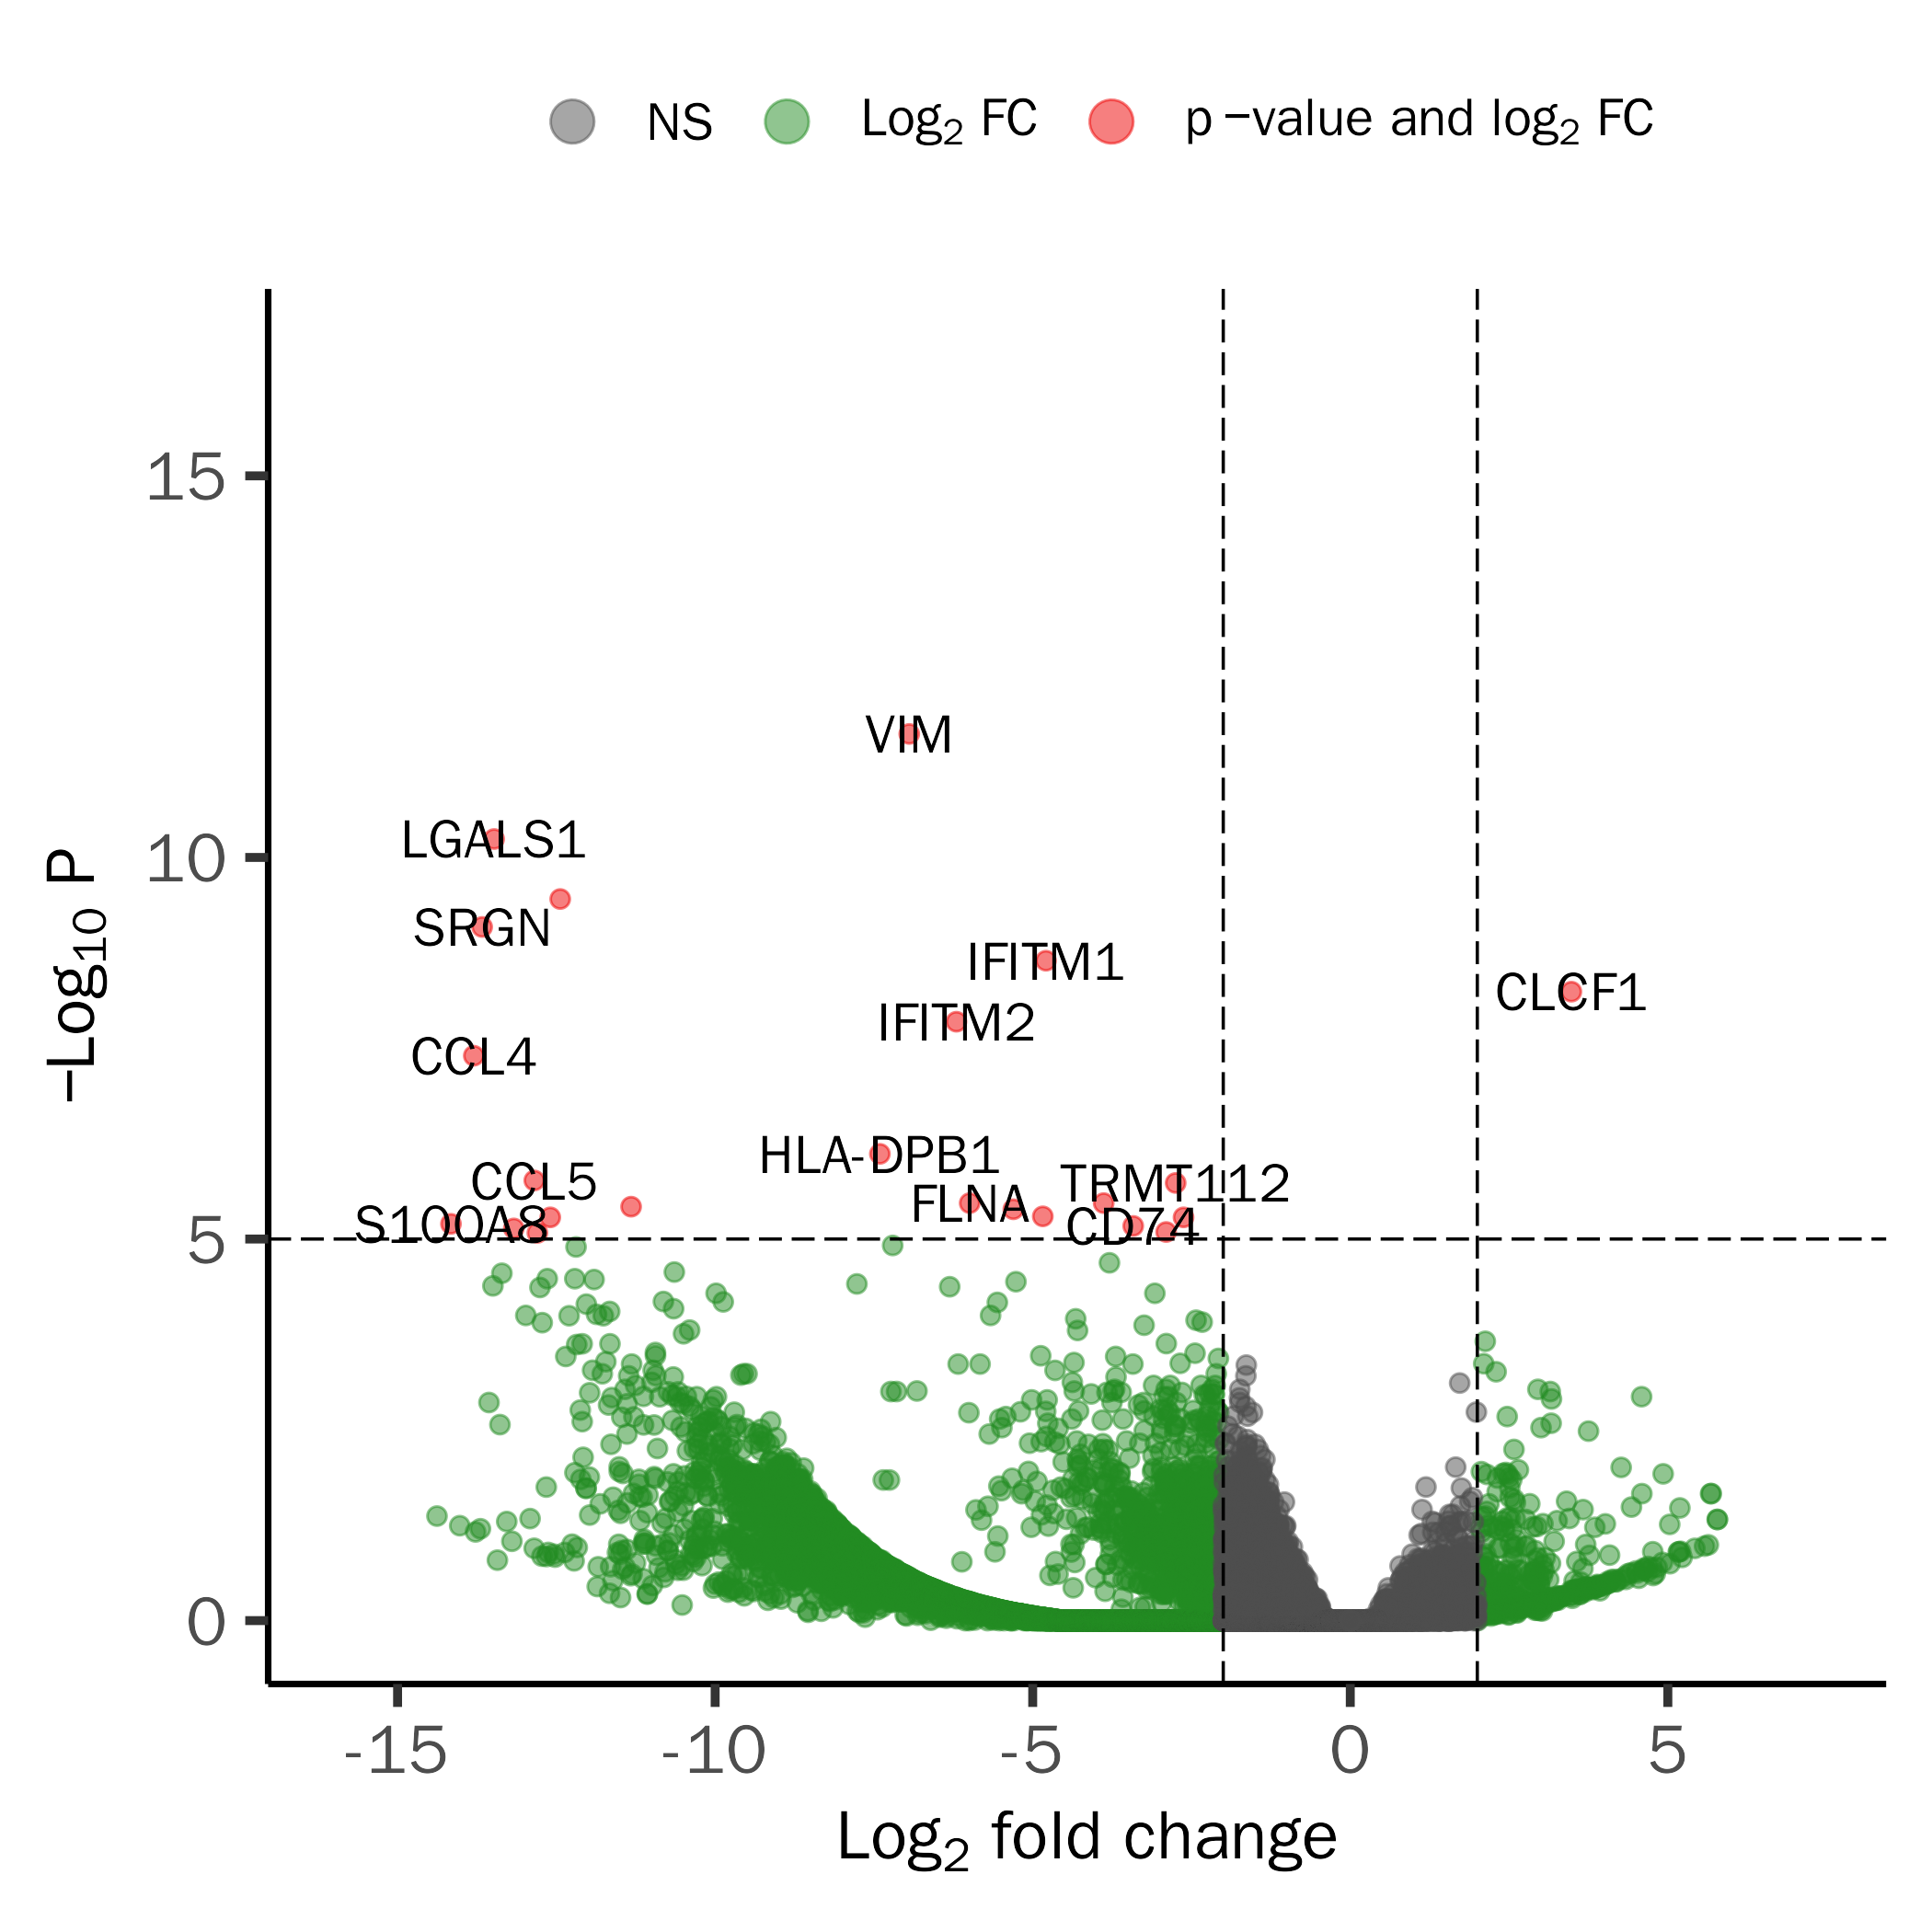 NS Log2 FC p −value and log2 FC
15
VIM
LGALS1
10
SRGN
IFITM1
CLCF1
IFITM2
CCL4
HLA-DPB1
CCL5
TRMT112
FLNA
S100A8
CD74
5
0
−Log10 P
-15 -10 -5 0 5
Log2 fold change